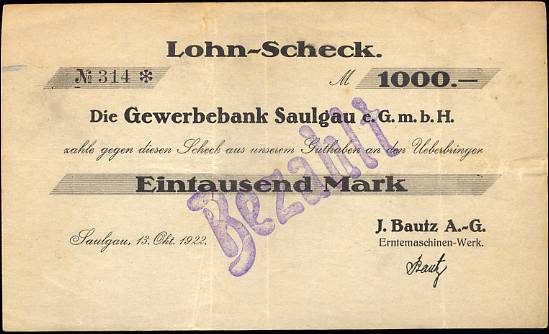 Lohn-Scheck.
№ 314 ✻ M 1000.—
Die Gewerbebank Saulgau e. G. m. b. H.
zahle gegen diesen Scheck aus unserem Guthaben an den Ueberbringer
Eintausend Mark
Bezahlt
J. Bautz A.-G.
Erntemaschinen-Werk.
Saulgau, 13. Okt. 1922.
Bautz